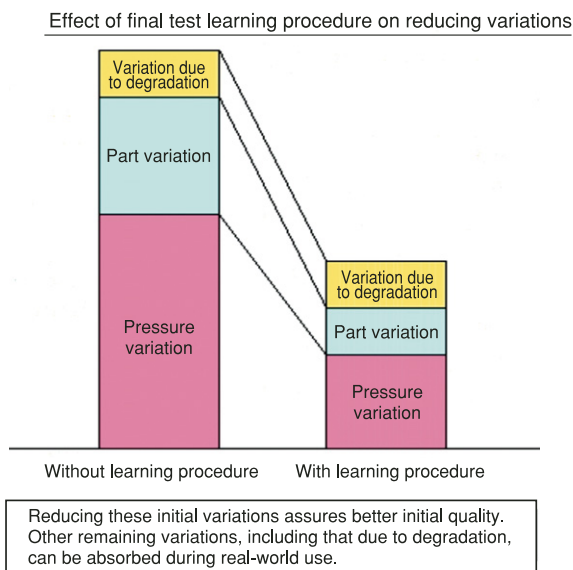 Effect of final test learning procedure on reducing variations
Variation due
to degradation
Part variation
Pressure
variation
Variation due
to degradation
Part variation
Pressure
variation
Without learning procedure
With learning procedure
Reducing these initial variations assures better initial quality.
Other remaining variations, including that due to degradation,
can be absorbed during real-world use.